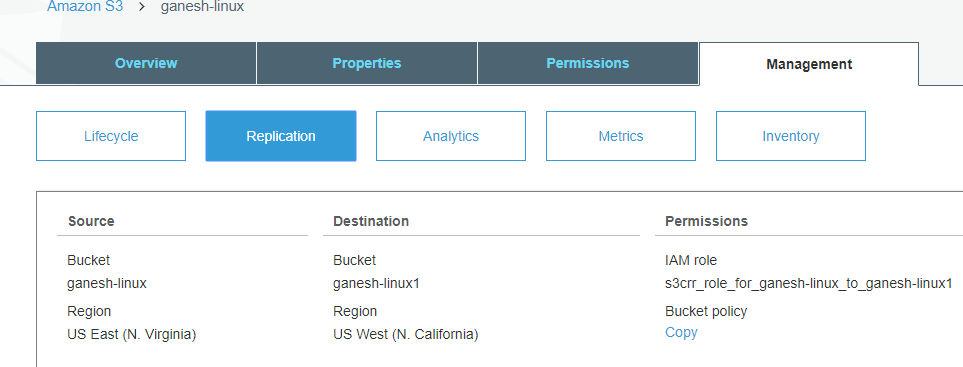 Amazon S3 > ganesh-linux
Overview Properties Permissions Management
Lifecycle Replication Analytics Metrics Inventory
Source Destination Permissions
Bucket Bucket IAM role
ganesh-linux ganesh-linux1 s3crr_role_for_ganesh-linux_to_ganesh-linux1
Region Region Bucket policy
US East (N. Virginia) US West (N. California) Copy